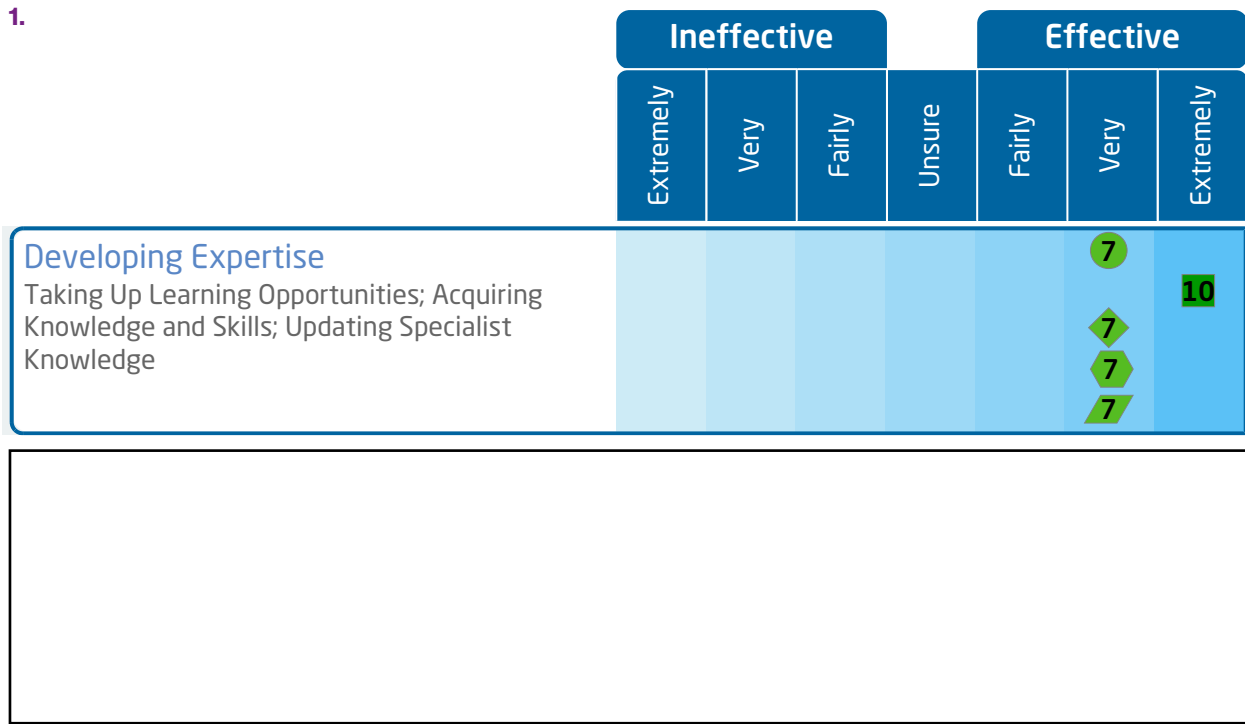 1.
Ineffective
Effective
Extremely
Very
Fairly
Unsure
Fairly
Very
Extremely
Developing Expertise
Taking Up Learning Opportunities; Acquiring
Knowledge and Skills; Updating Specialist
Knowledge
7
10
7
7
7